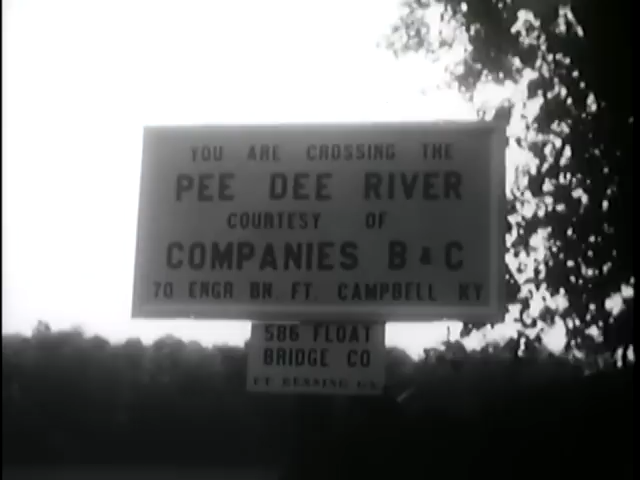 YOU ARE CROSSING THE
PEE DEE RIVER
COURTESY OF
COMPANIES B & C
70 ENGR BN FT. CAMPBELL KY
586 FLOAT
BRIDGE CO
FT BENNING GA